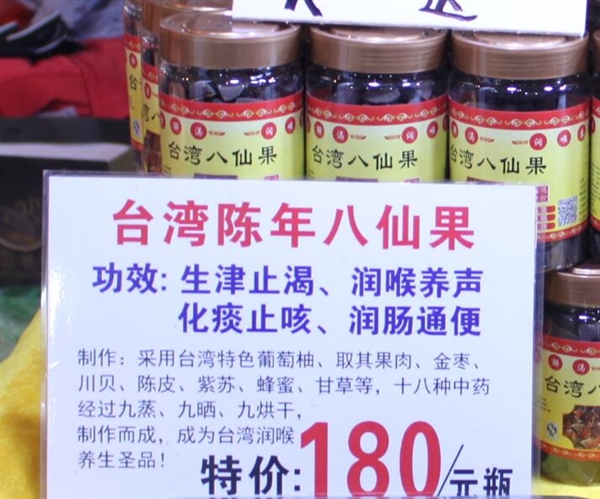 台湾八仙果
台湾八仙果
台湾八仙果
台湾陈年八仙果
功效: 生津止渴、润喉养声
化痰止咳、润肠通便
制作: 采用台湾特色葡萄柚、取其果肉、金枣、
川贝、陈皮、紫苏、蜂蜜、甘草等，十八种中药
经过九蒸、九晒、九烘干，
制作而成，成为台湾润喉
养生圣品！
特价:180/元瓶
台湾八